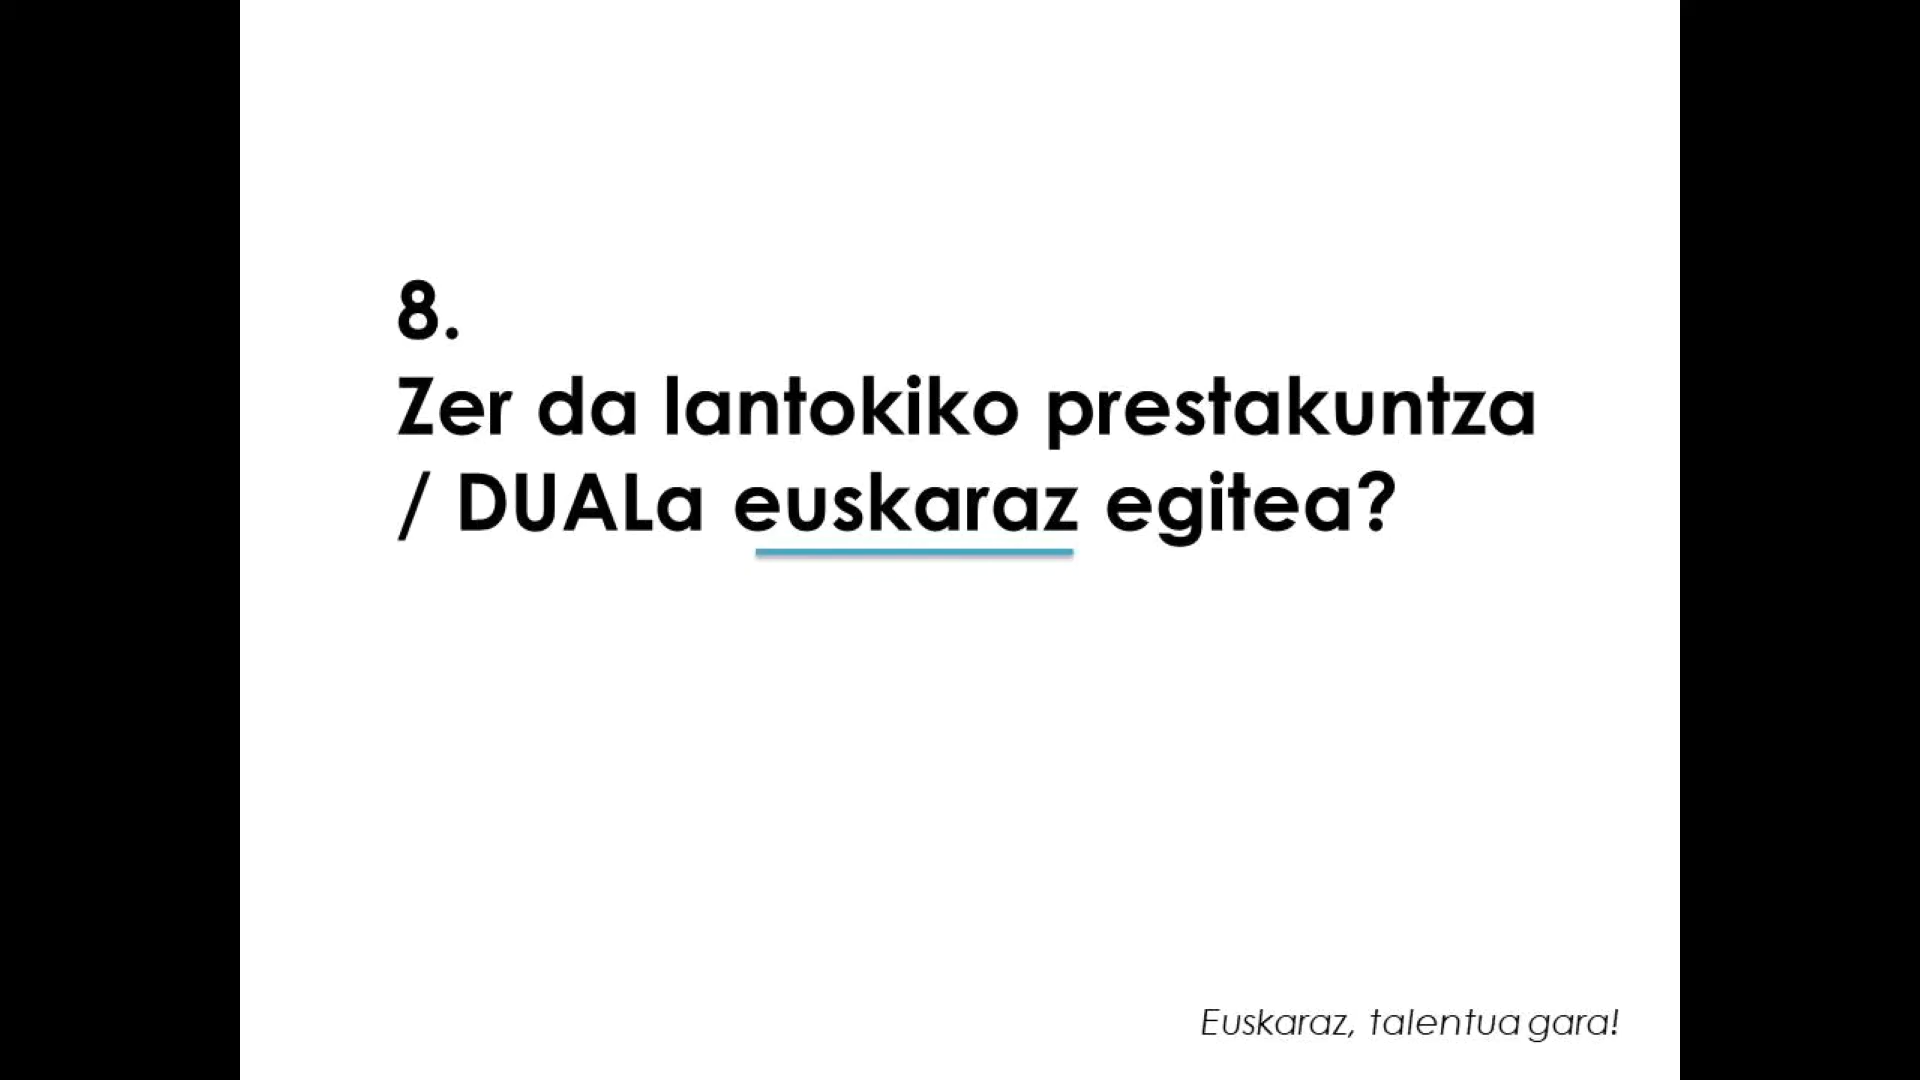 8.
Zer da lantokiko prestakuntza
/ DUALa euskaraz egitea?
Euskaraz, talentua gara!